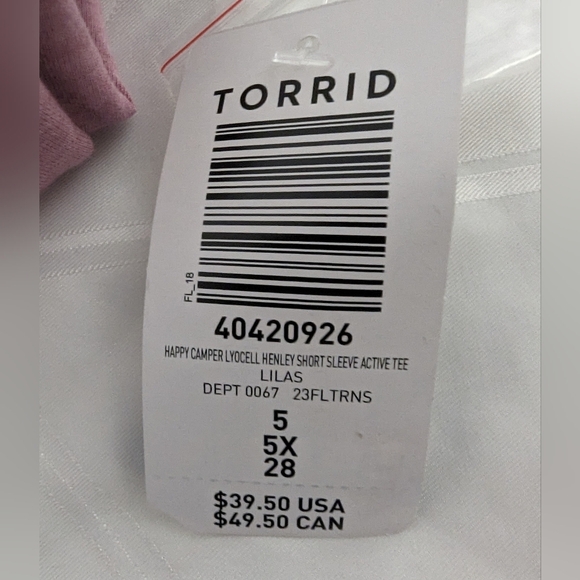 TORRID
FL_18
40420926
HAPPY CAMPER LYOCELL HENLEY SHORT SLEEVE ACTIVE TEE
LILAS
DEPT 0067 23FLTRNS
5
5X
28
$39.50 USA
$49.50 CAN